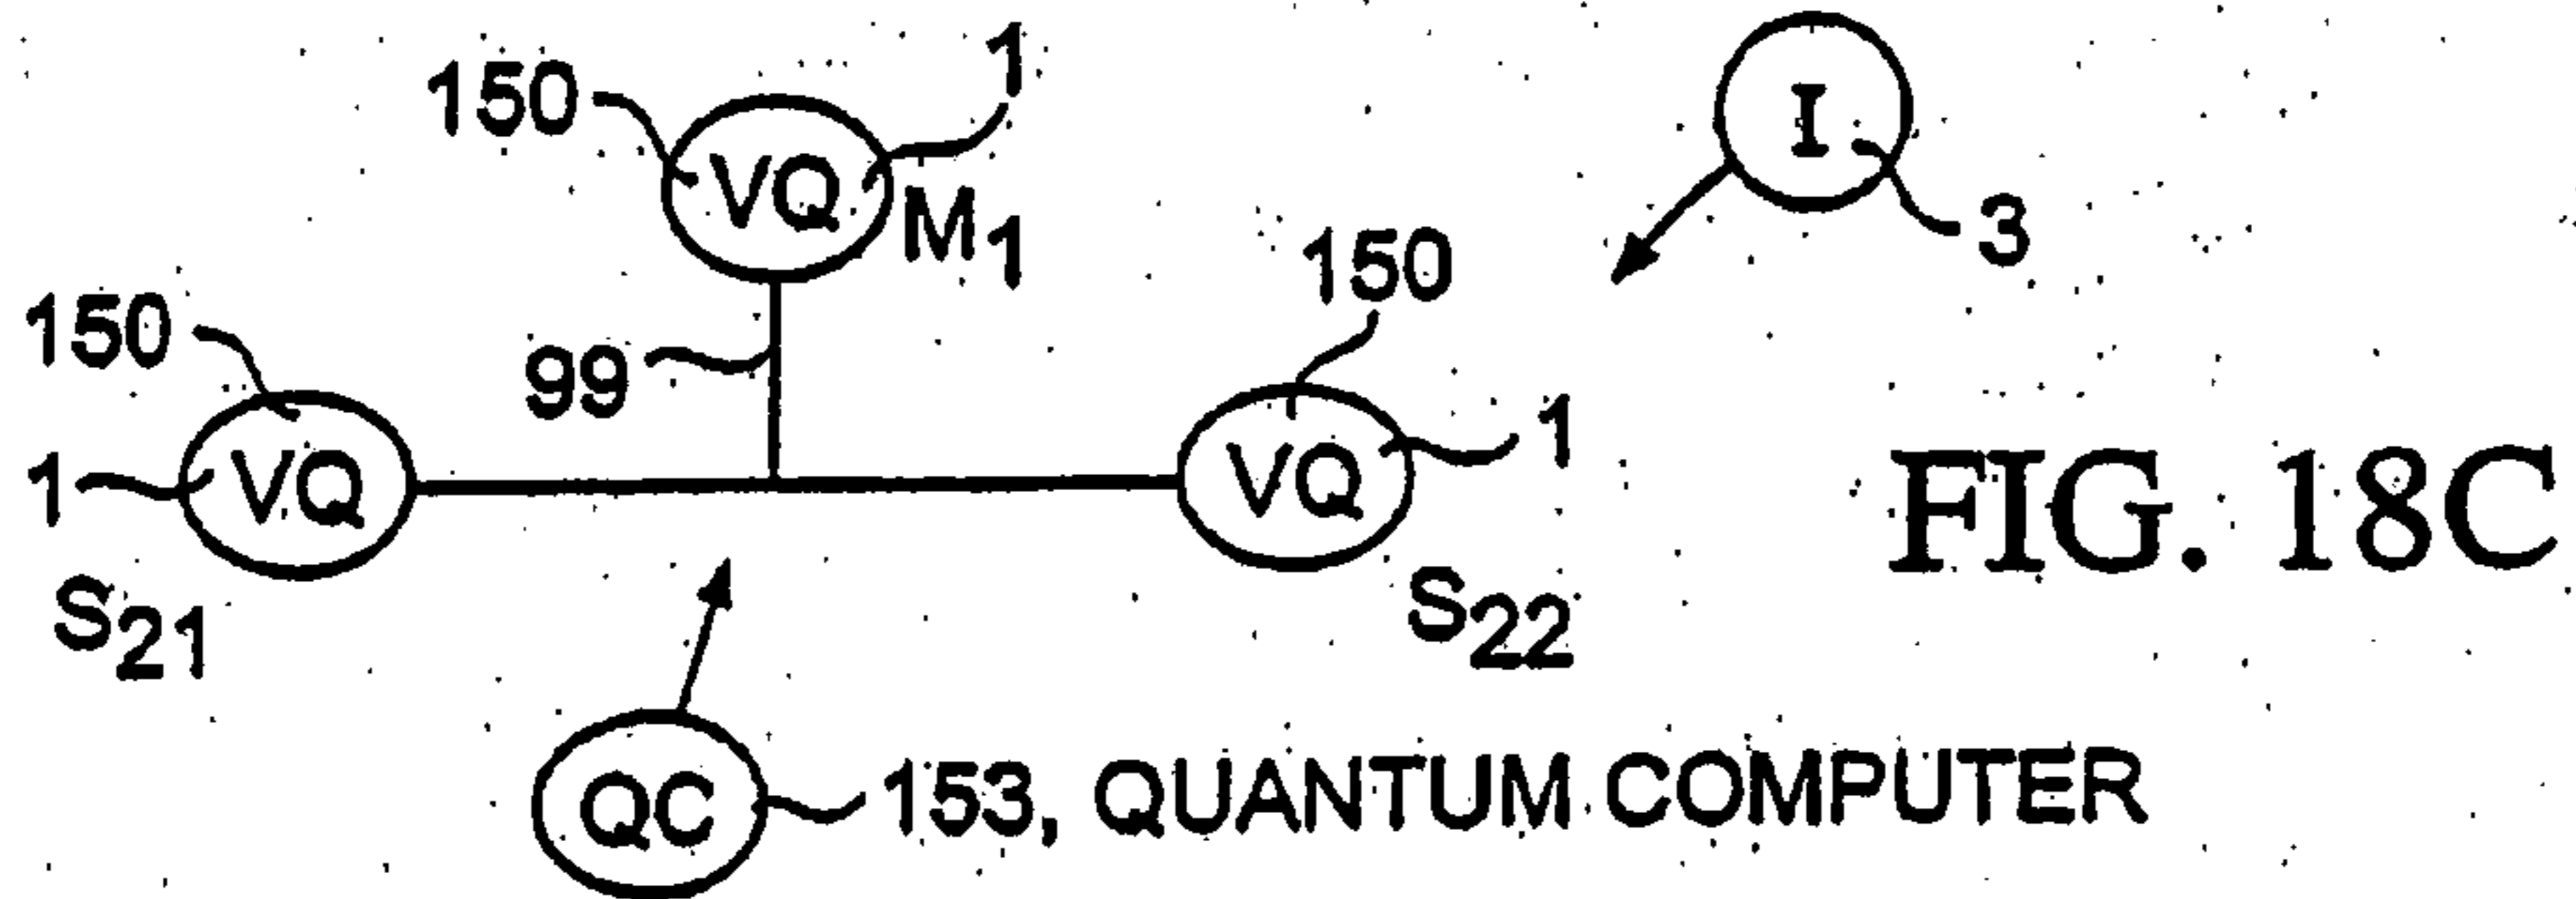 150 1
VQ I
M1 3
150 150
99
1 VQ VQ 1
S21 S22
FIG. 18C
QC 153, QUANTUM COMPUTER